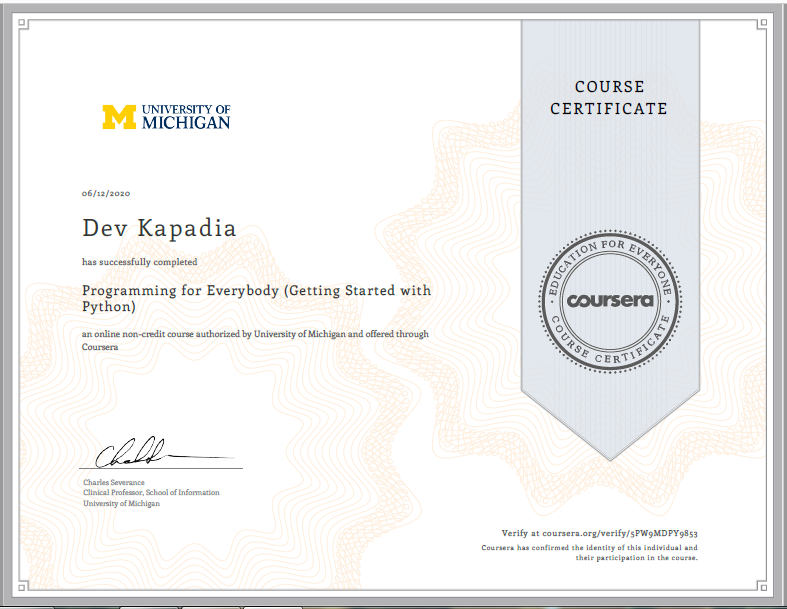 UNIVERSITY OF
MICHIGAN
COURSE
CERTIFICATE
06/12/2020
Dev Kapadia
has successfully completed
Programming for Everybody (Getting Started with
Python)
an online non-credit course authorized by University of Michigan and offered through
Coursera
EDUCATION FOR EVERYONE
coursera
COURSE CERTIFICATE
Charles Severance
Clinical Professor, School of Information
University of Michigan
Verify at coursera.org/verify/5PW9MDPY9853
Coursera has confirmed the identity of this individual and
their participation in the course.